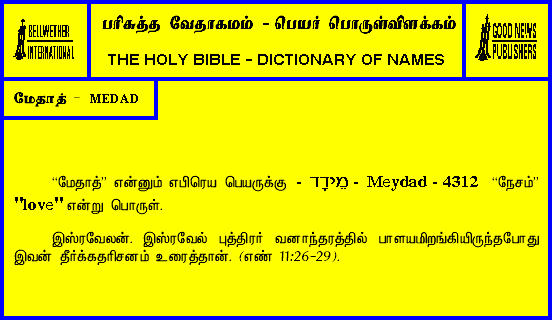 BELLWETHER
INTERNATIONAL
பரிசுத்த வேதாகமம் - பெயர் பொருள்விளக்கம்
THE HOLY BIBLE - DICTIONARY OF NAMES
GOOD NEWS
PUBLISHERS
மேதாத் - MEDAD
“மேதாத்” என்னும் எபிரெய பெயருக்கு - מֵידָד - Meydad - 4312 “நேசம்”
"love" என்று பொருள்.
இஸ்ரவேலன். இஸ்ரவேல் புத்திரர் வனாந்தரத்தில் பாளயமிறங்கியிருந்தபோது
இவன் தீர்க்கதரிசனம் உரைத்தான். (எண் 11:26-29).